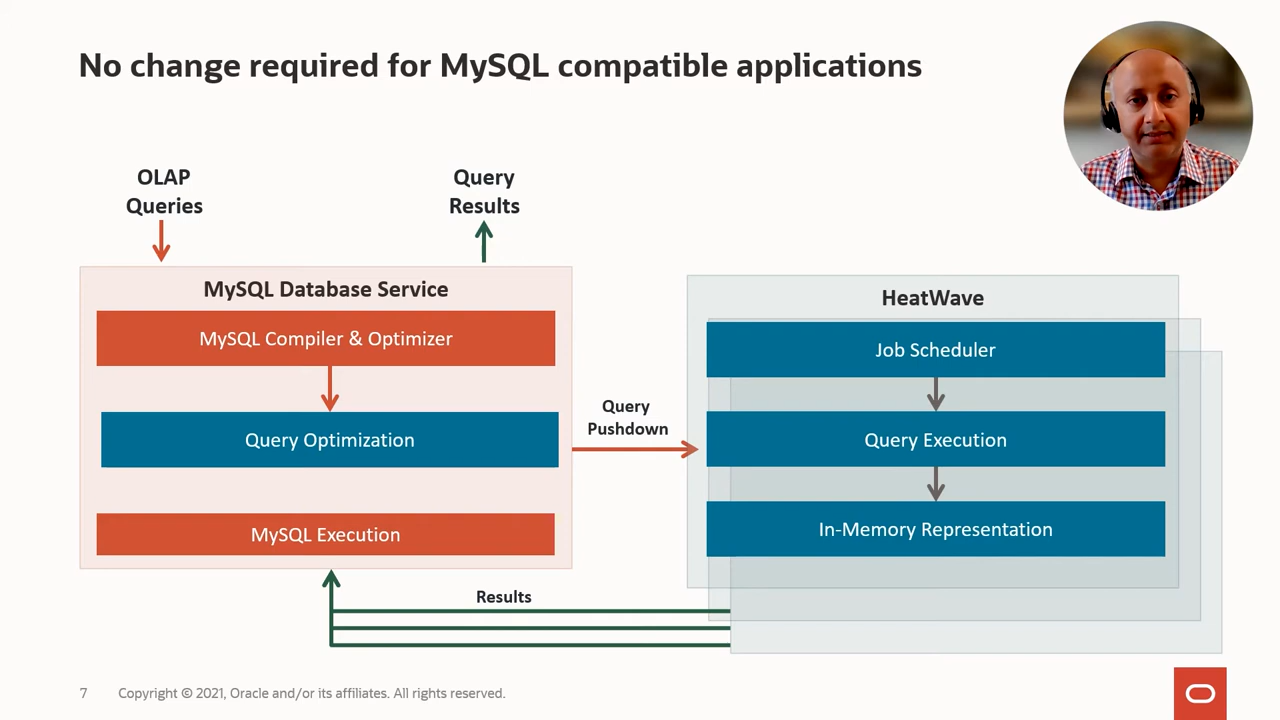 No change required for MySQL compatible applications
OLAP
Queries
Query
Results
MySQL Database Service
MySQL Compiler & Optimizer
Query Optimization
MySQL Execution
Query
Pushdown
HeatWave
Job Scheduler
Query Execution
In-Memory Representation
Results
7
Copyright © 2021, Oracle and/or its affiliates. All rights reserved.